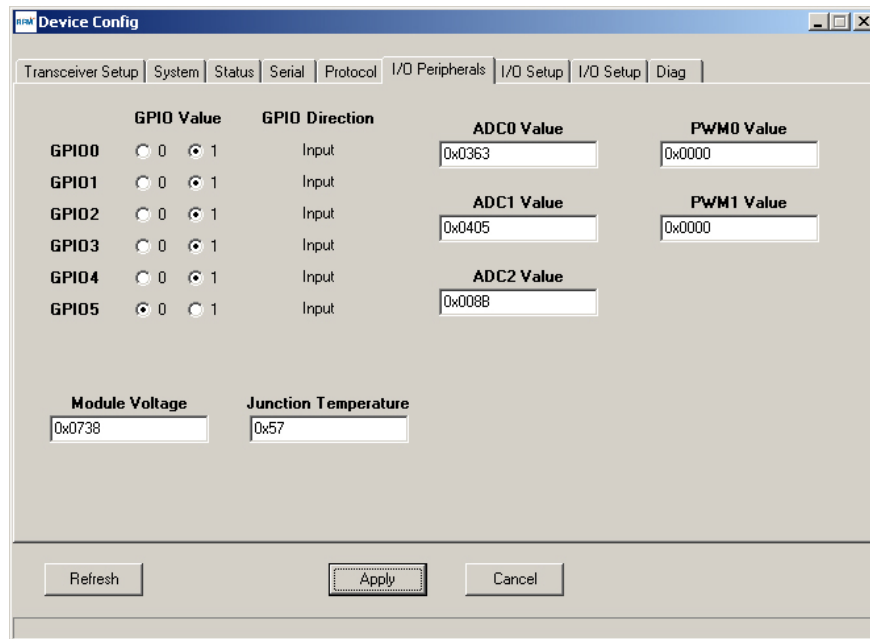 RFM Device Config
Transceiver Setup System Status Serial Protocol I/O Peripherals I/O Setup I/O Setup Diag
GPIO Value GPIO Direction
GPIO0 0 1 Input
GPIO1 0 1 Input
GPIO2 0 1 Input
GPIO3 0 1 Input
GPIO4 0 1 Input
GPIO5 0 1 Input
ADC0 Value PWM0 Value
0x0363 0x0000
ADC1 Value PWM1 Value
0x0405 0x0000
ADC2 Value
0x008B
Module Voltage Junction Temperature
0x0738 0x57
Refresh Apply Cancel